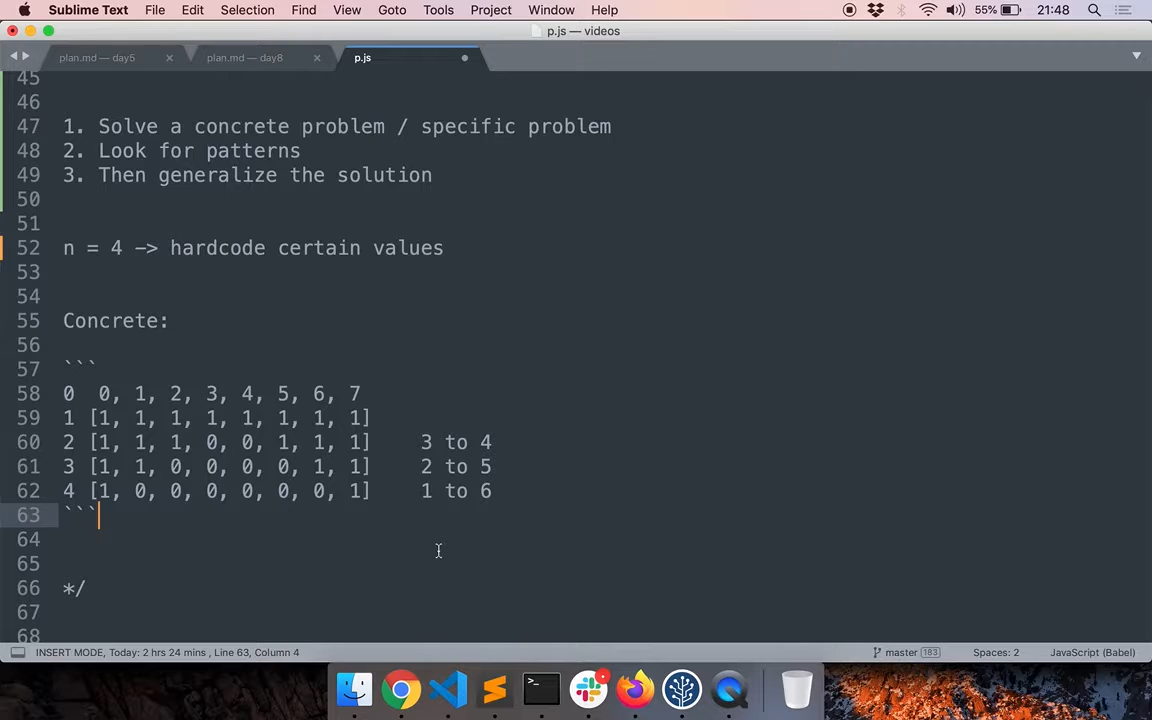 Sublime Text File Edit Selection Find View Goto Tools Project Window Help 55% 21:48
p.js — videos
plan.md — day5 plan.md — day8 p.js
45
46
47 1. Solve a concrete problem / specific problem
48 2. Look for patterns
49 3. Then generalize the solution
50
51
52 n = 4 -> hardcode certain values
53
54
55 Concrete:
56
57 ```
58 0  0, 1, 2, 3, 4, 5, 6, 7
59 1 [1, 1, 1, 1, 1, 1, 1, 1]
60 2 [1, 1, 1, 0, 0, 1, 1, 1]    3 to 4
61 3 [1, 1, 0, 0, 0, 0, 1, 1]    2 to 5
62 4 [1, 0, 0, 0, 0, 0, 0, 1]    1 to 6
63 ```
64
65
66 */
67
68
INSERT MODE, Today: 2 hrs 24 mins , Line 63, Column 4 master 183 Spaces: 2 JavaScript (Babel)